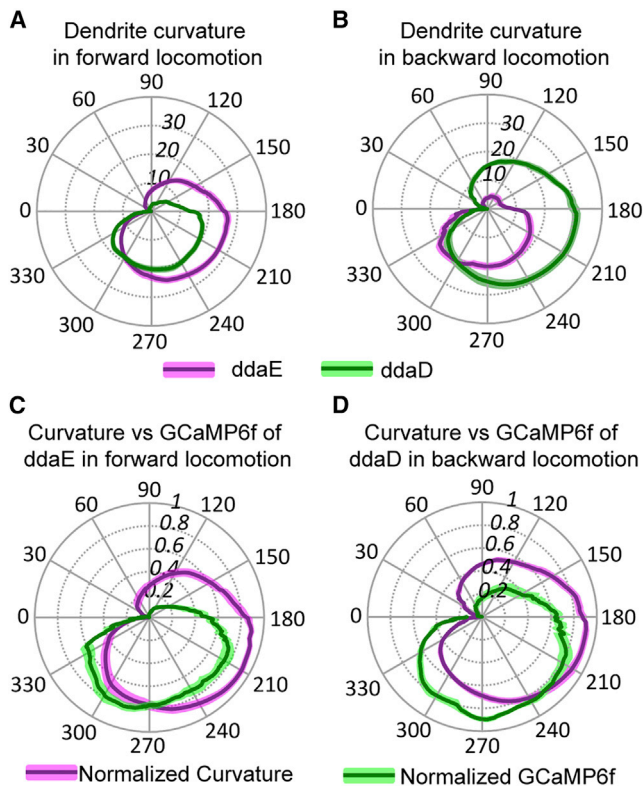 A
Dendrite curvature
in forward locomotion
90
60 120
30 150
0 180
330 210
300 240
270
10 20 30
B
Dendrite curvature
in backward locomotion
90
60 120
30 150
0 180
330 210
300 240
270
10 20 30
ddaE ddaD
C
Curvature vs GCaMP6f of
ddaE in forward locomotion
90
60 120
30 150
0 180
330 210
300 240
270
1
0.8
0.6
0.4
0.2
D
Curvature vs GCaMP6f of
ddaD in backward locomotion
90
60 120
30 150
0 180
330 210
300 240
270
1
0.8
0.6
0.4
0.2
Normalized Curvature Normalized GCaMP6f